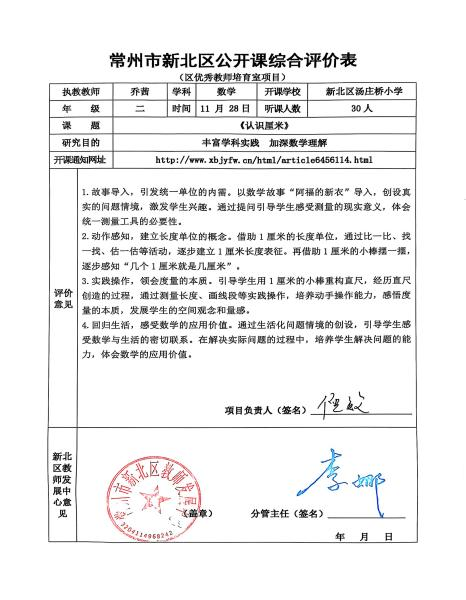 常州市新北区公开课综合评价表
（区优秀教师培育室项目）
执教教师 乔茜 学科 数学 开课学校 新北区汤庄桥小学
年 级 二 时间 11 月 28日 听课人数 30 人
课 题 《认识厘米》
研究目的 丰富学科实践 加深数学理解
开课通知网址 http://www.xbjyfw.cn/html/article6456114.html
评价意见
1.故事导入，引发统一单位的内需。以数学故事“阿福的新衣”导入，创设真
实的问题情境，激发学生兴趣。通过提问引导学生感受测量的现实意义，体会
统一测量工具的必要性。
2.动作感知，建立长度单位的概念。借助 1 厘米的长度单位，通过比一比、找
一找、估一估等活动，逐步建立 1 厘米长度表征。再借助 1 厘米的小棒摆一摆，
逐步感知“几个 1 厘米就是几厘米”。
3.实践操作，领会度量的本质。引导学生用 1 厘米的小棒重构直尺，经历直尺
创造的过程，通过测量长度、画线段等实践操作，培养动手操作能力，感悟度
量的本质，发展学生的空间观念和量感。
4.回归生活，感受数学的应用价值。通过生活化问题情境的创设，引导学生感
受数学与生活的密切联系。在解决实际问题的过程中，培养学生解决问题的能
力，体会数学的应用价值。
项目负责人（签名）
新北区教师发展中心意见
常州市新北区教师发展
3204114968242
（盖章） 分管主任（签名） 李娜
年 月 日